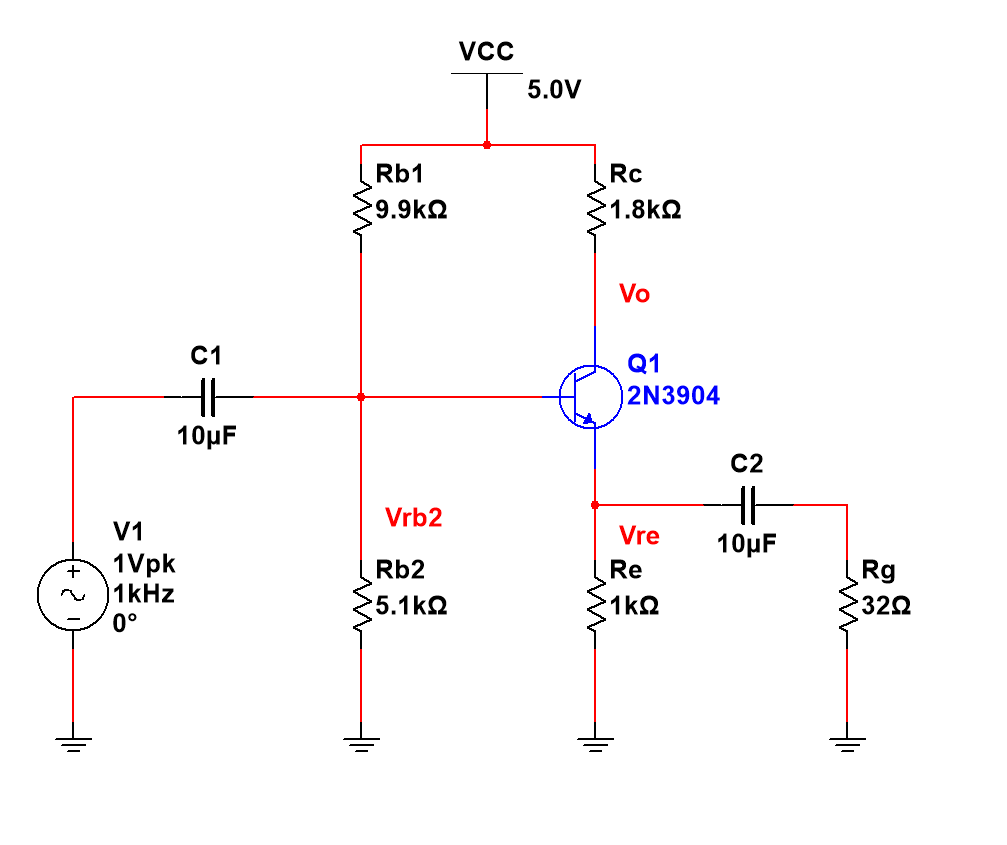 VCC
5.0V
Rb1
9.9kΩ
Rc
1.8kΩ
Vo
C1
10µF
Q1
2N3904
C2
10µF
Vrb2
Vre
V1
1Vpk
1kHz
0°
Rb2
5.1kΩ
Re
1kΩ
Rg
32Ω